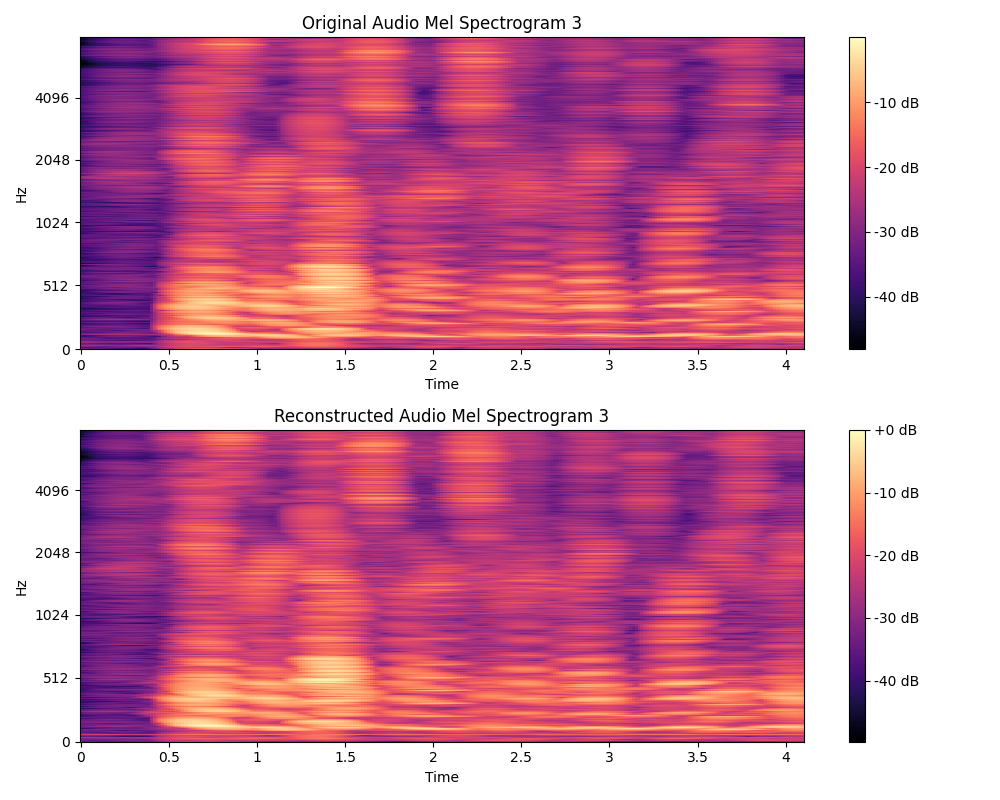 Original Audio Mel Spectrogram 3
4096
2048
1024
512
0
Hz
0 0.5 1 1.5 2 2.5 3 3.5 4
Time
-10 dB
-20 dB
-30 dB
-40 dB
Reconstructed Audio Mel Spectrogram 3
4096
2048
1024
512
0
Hz
0 0.5 1 1.5 2 2.5 3 3.5 4
Time
+0 dB
-10 dB
-20 dB
-30 dB
-40 dB